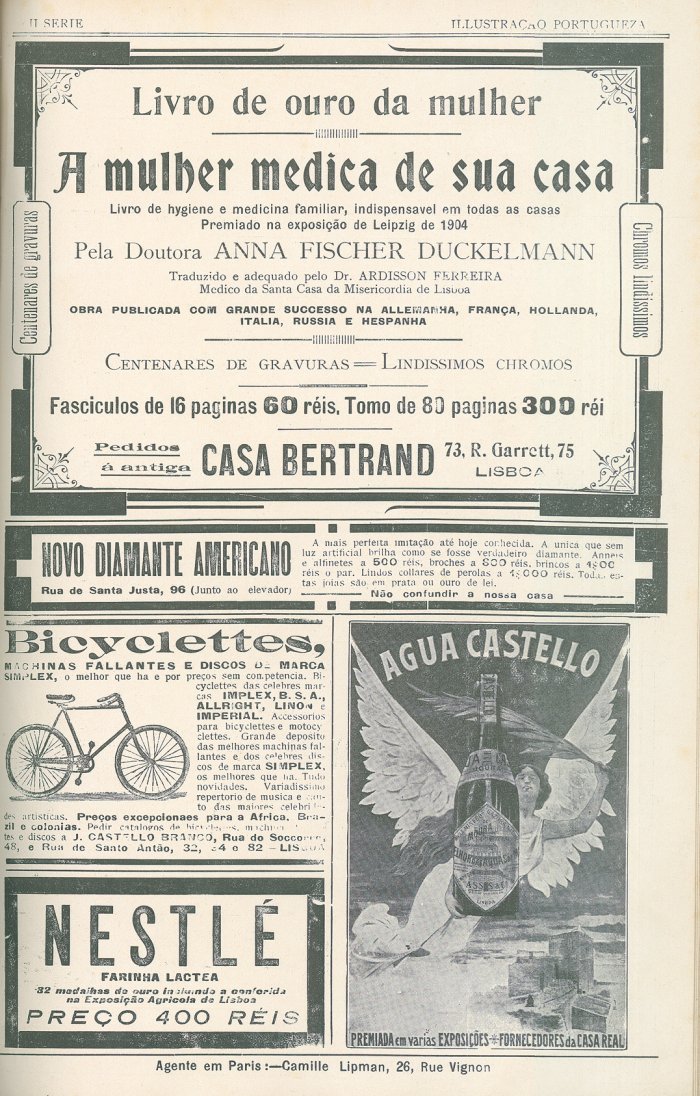 II SERIE
ILLUSTRAÇÃO PORTUGUEZA
Livro de ouro da mulher
A mulher medica de sua casa
Livro de hygiene e medicina familiar, indispensavel em todas as casas
Premiado na exposição de Leipzig de 1904
Pela Doutora ANNA FISCHER DUCKELMANN
Traduzido e adequado pelo Dr. ARDISSON FERREIRA
Medico da Santa Casa da Misericordia de Lisboa
OBRA PUBLICADA COM GRANDE SUCCESSO NA ALLEMANHA, FRANÇA, HOLLANDA,
ITALIA, RUSSIA E HESPANHA
Centenares de gravuras
Chromos lindissimos
CENTENARES DE GRAVURAS = LINDISSIMOS CHROMOS
Fasciculos de 16 paginas 60 réis, Tomo de 80 paginas 300 réi
Pedidos
á antiga
CASA BERTRAND
73, R. Garrett, 75
LISBOA
NOVO DIAMANTE AMERICANO
Rua de Santa Justa, 96 (Junto ao elevador)
A mais perfeita imitação até hoje conhecida. A unica que sem
luz artificial brilha como se fosse verdadeiro diamante. Anneis
e alfinetes a 500 réis, broches a 800 réis, brincos a
réis o par. Lindos collares de perolas a réis. Todas es-
tas joias são em prata ou ouro de lei.
Não confundir a nossa casa
Bicyclettes,
MACHINAS FALLANTES E DISCOS DE MARCA
SIMPLEX, o melhor que ha e por preços sem competencia. Bi-
cyclettes das celebres mar-
cas IMPLEX, B. S. A.,
ALLRIGHT, LINON e
IMPERIAL. Accessorios
para bicyclettes e motocy
clettes. Grande deposito
das melhores machinas fal-
lantes e dos celebres dis-
cos de marca SIMPLEX,
os melhores que ha. Tudo
novidades. Variadissimo
repertorio de musica e can-
to das maiores celebri
des artisticas. Preços excepcionaes para a Africa, Bra-
zil e colonias. Pedir catalogos de bicyclettes, machinas
tes e discos a J. CASTELLO BRANCO, Rua do Soccorro,
48, e Rua de Santo Antão, 32, 34 e 82 — LISBOA
NESTLÉ
FARINHA LACTEA
32 medalhas de ouro incluindo a conferida
na Exposição Agricola de Lisboa
PREÇO 400 RÉIS
AGUA CASTELLO
ASSIS & Cª
PREMIADA em varias EXPOSIÇÕES * FORNECEDORES da CASA REAL
Agente em Paris:—Camille Lipman, 26, Rue Vignon